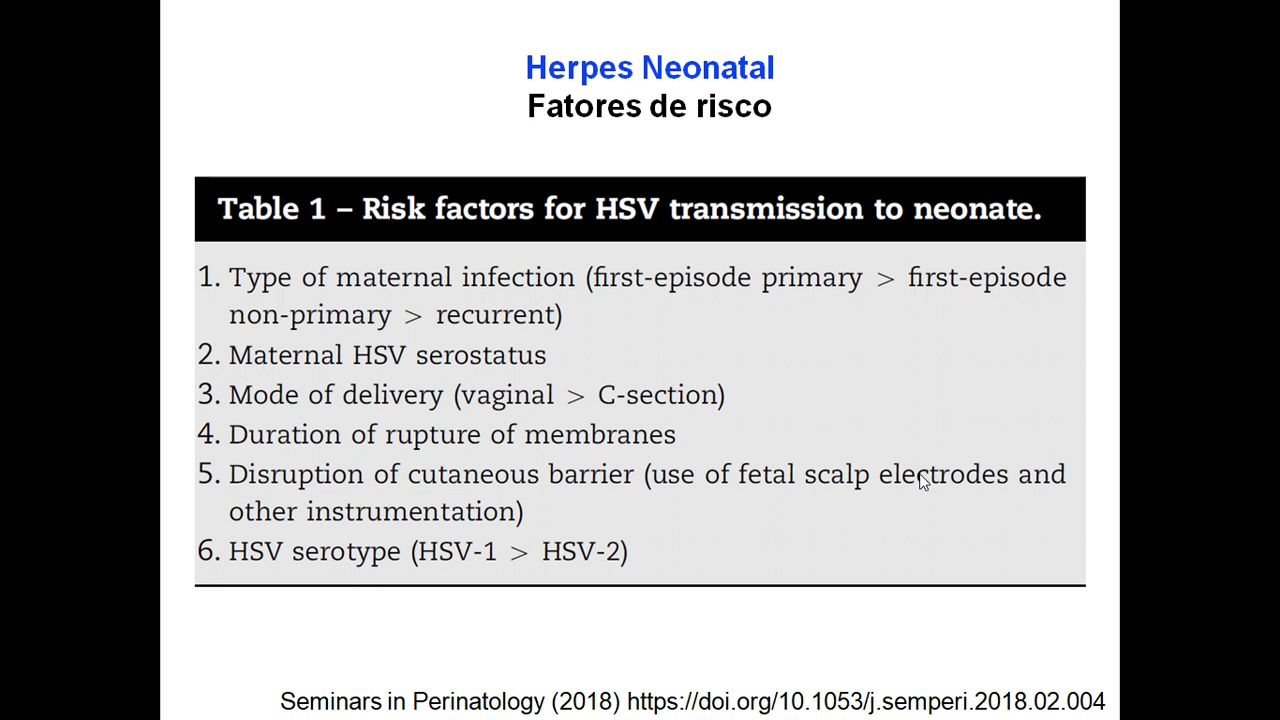 Herpes Neonatal
Fatores de risco
Table 1 – Risk factors for HSV transmission to neonate.
1. Type of maternal infection (first-episode primary > first-episode
non-primary > recurrent)
2. Maternal HSV serostatus
3. Mode of delivery (vaginal > C-section)
4. Duration of rupture of membranes
5. Disruption of cutaneous barrier (use of fetal scalp electrodes and
other instrumentation)
6. HSV serotype (HSV-1 > HSV-2)
Seminars in Perinatology (2018) https://doi.org/10.1053/j.semperi.2018.02.004